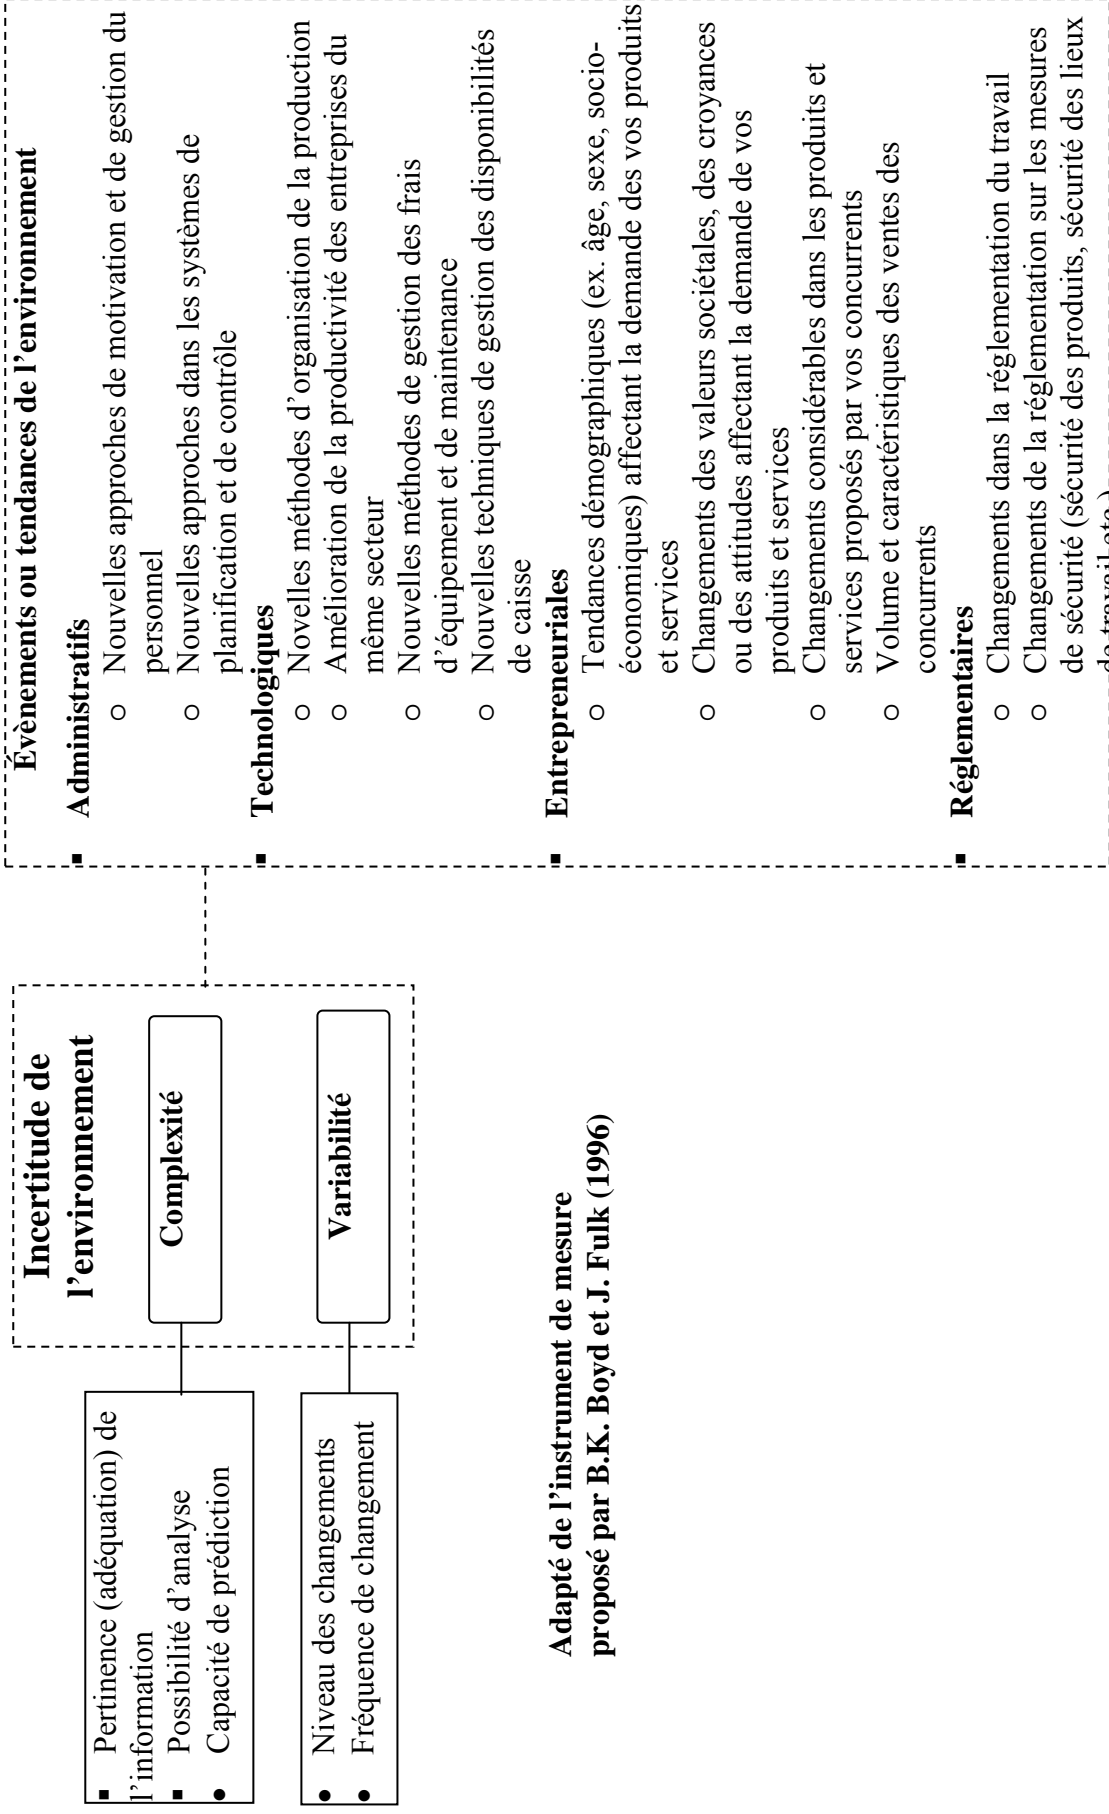 ▪ Pertinence (adéquation) de
l'information
▪ Possibilité d'analyse
• Capacité de prédiction
• Niveau des changements
• Fréquence de changement
Incertitude de
l'environnement
Complexité
Variabilité
Adapté de l'instrument de mesure
proposé par B.K. Boyd et J. Fulk (1996)
Évènements ou tendances de l'environnement
▪ Administratifs
o Nouvelles approches de motivation et de gestion du
personnel
o Nouvelles approches dans les systèmes de
planification et de contrôle
▪ Technologiques
o Novelles méthodes d'organisation de la production
o Amélioration de la productivité des entreprises du
même secteur
o Nouvelles méthodes de gestion des frais
d'équipement et de maintenance
o Nouvelles techniques de gestion des disponibilités
de caisse
▪ Entrepreneuriales
o Tendances démographiques (ex. âge, sexe, socio-
économiques) affectant la demande des vos produits
et services
o Changements des valeurs sociétales, des croyances
ou des attitudes affectant la demande de vos
produits et services
o Changements considérables dans les produits et
services proposés par vos concurrents
o Volume et caractéristiques des ventes des
concurrents
▪ Réglementaires
o Changements dans la réglementation du travail
o Changements de la réglementation sur les mesures
de sécurité (sécurité des produits, sécurité des lieux
de travail etc.)